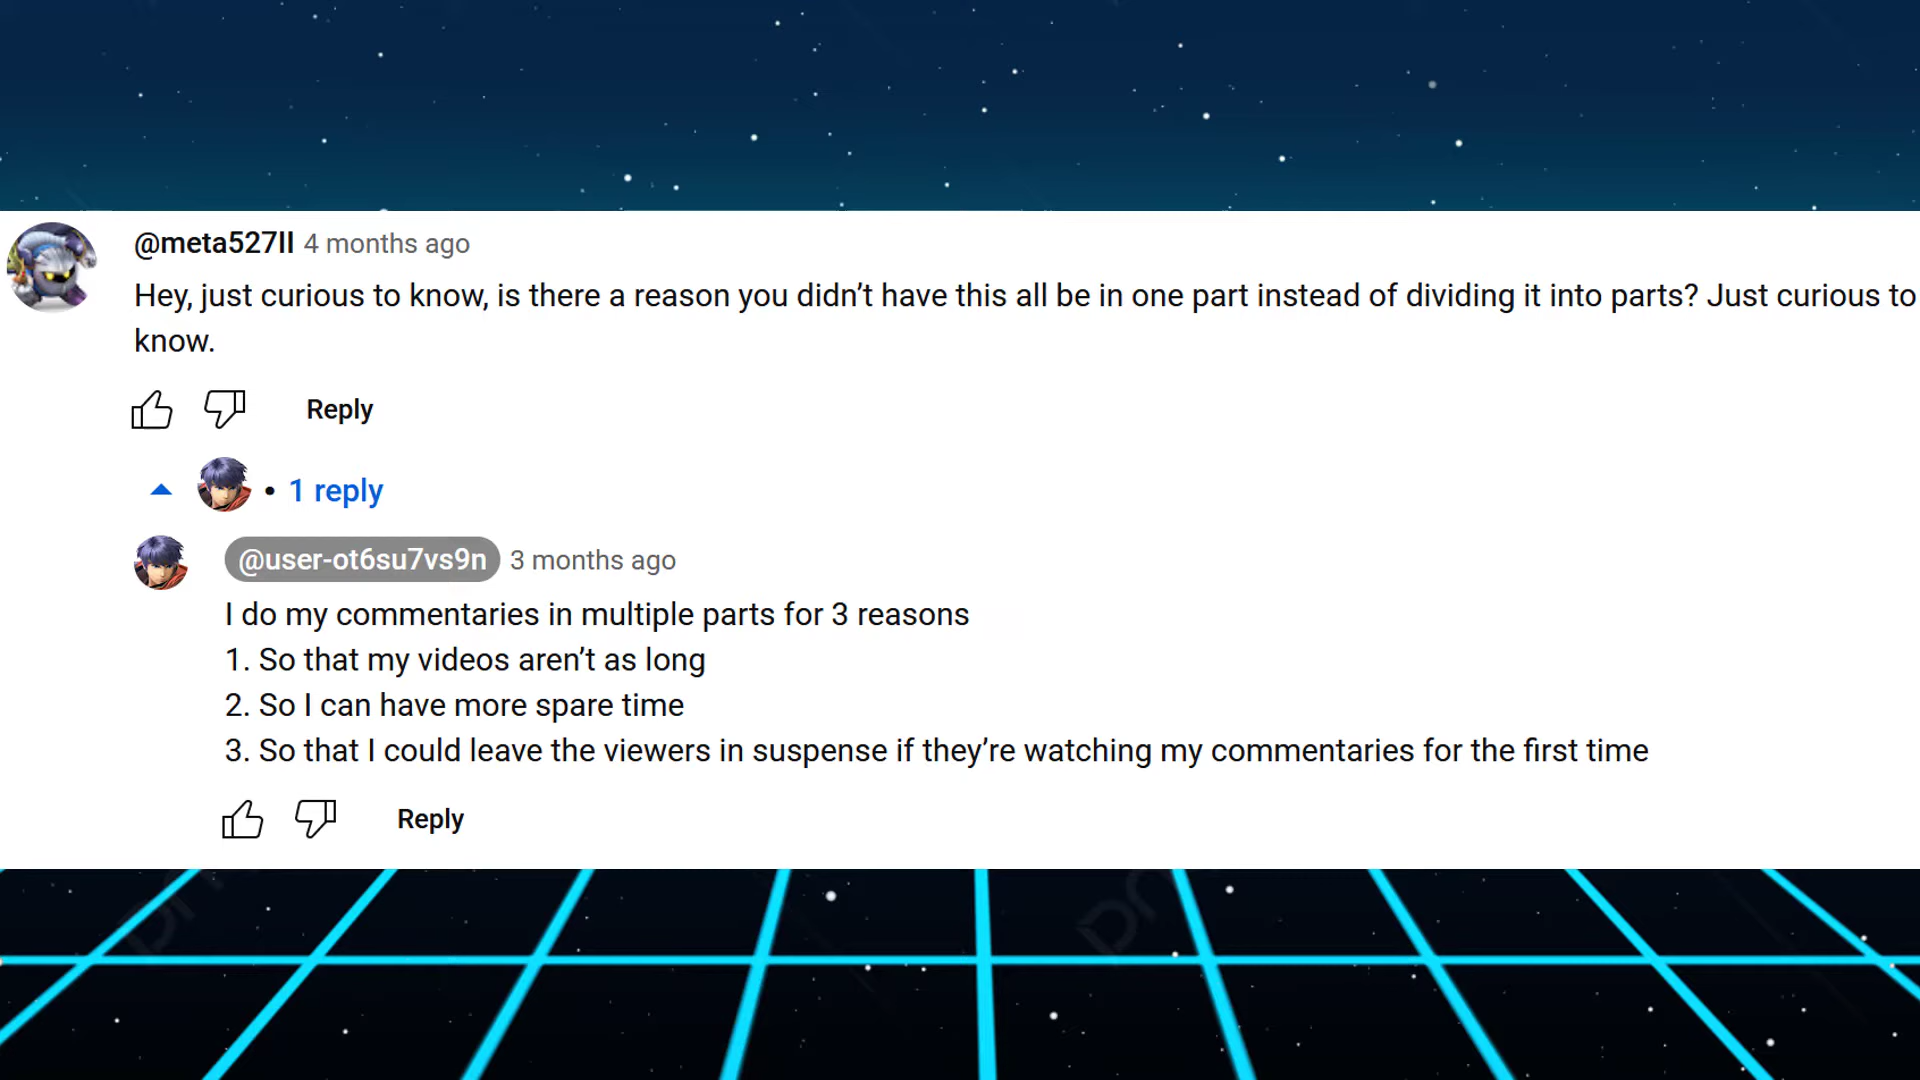 @meta527II 4 months ago
Hey, just curious to know, is there a reason you didn’t have this all be in one part instead of dividing it into parts? Just curious to
know.
Reply
• 1 reply
@user-ot6su7vs9n 3 months ago
I do my commentaries in multiple parts for 3 reasons
1. So that my videos aren’t as long
2. So I can have more spare time
3. So that I could leave the viewers in suspense if they’re watching my commentaries for the first time
Reply